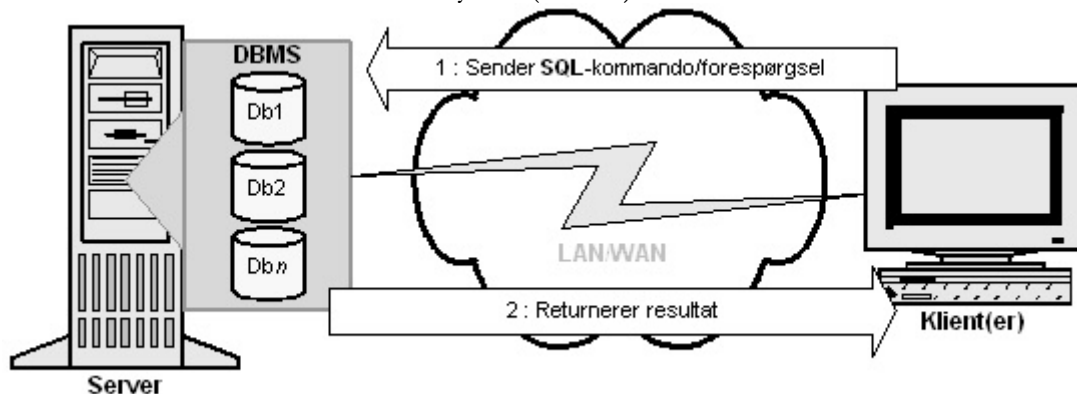 DBMS
1 : Sender SQL-kommando/forespørgsel
Db1
Db2
Dbn
LAN/WAN
2 : Returnerer resultat
Klient(er)
Server